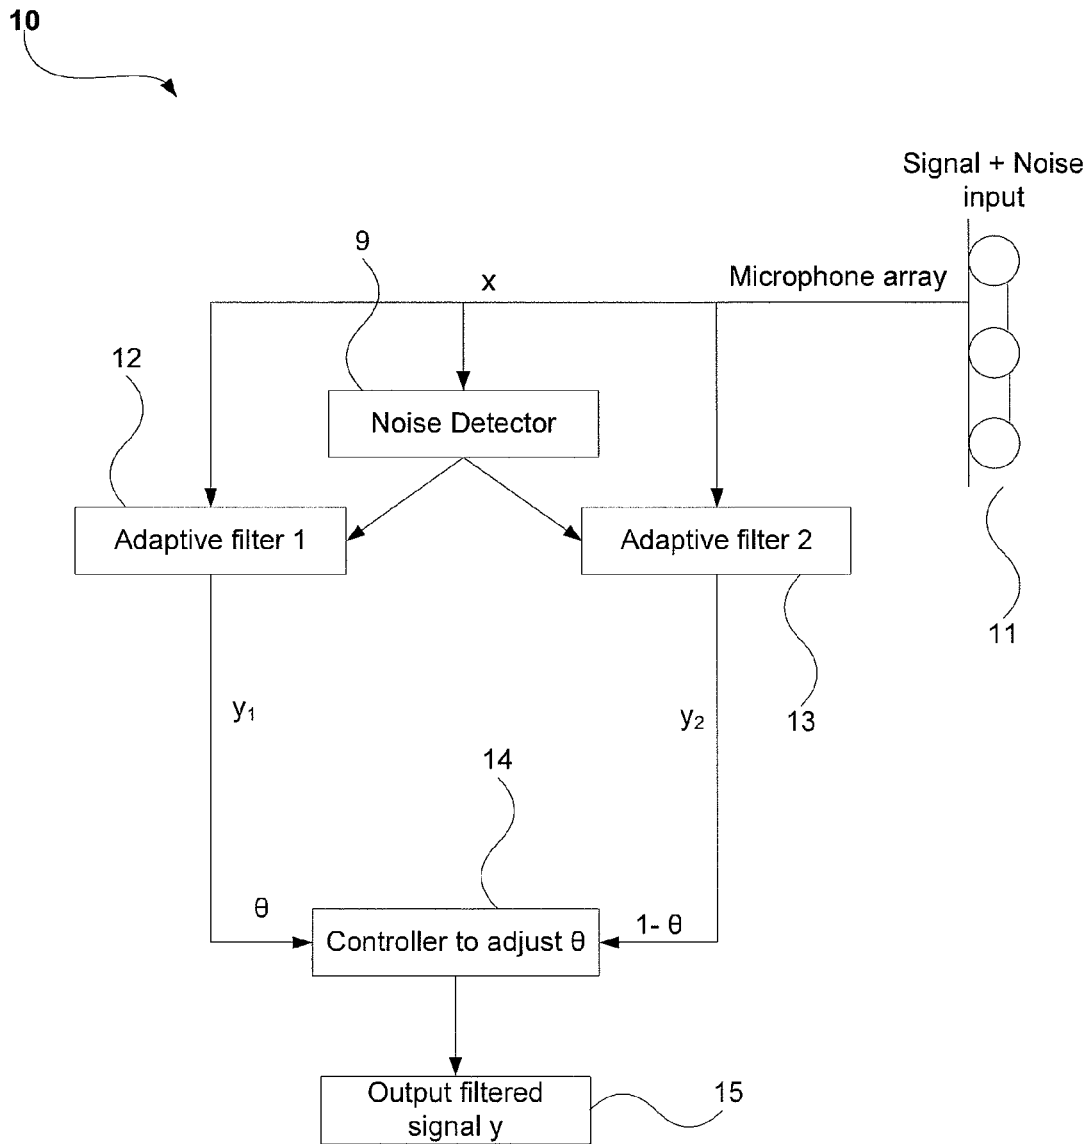 10
Signal + Noise
input
9
Microphone array
x
12
Noise Detector
Adaptive filter 1
Adaptive filter 2
11
y₁
y₂
13
14
θ
1- θ
Controller to adjust θ
Output filtered
signal y
15